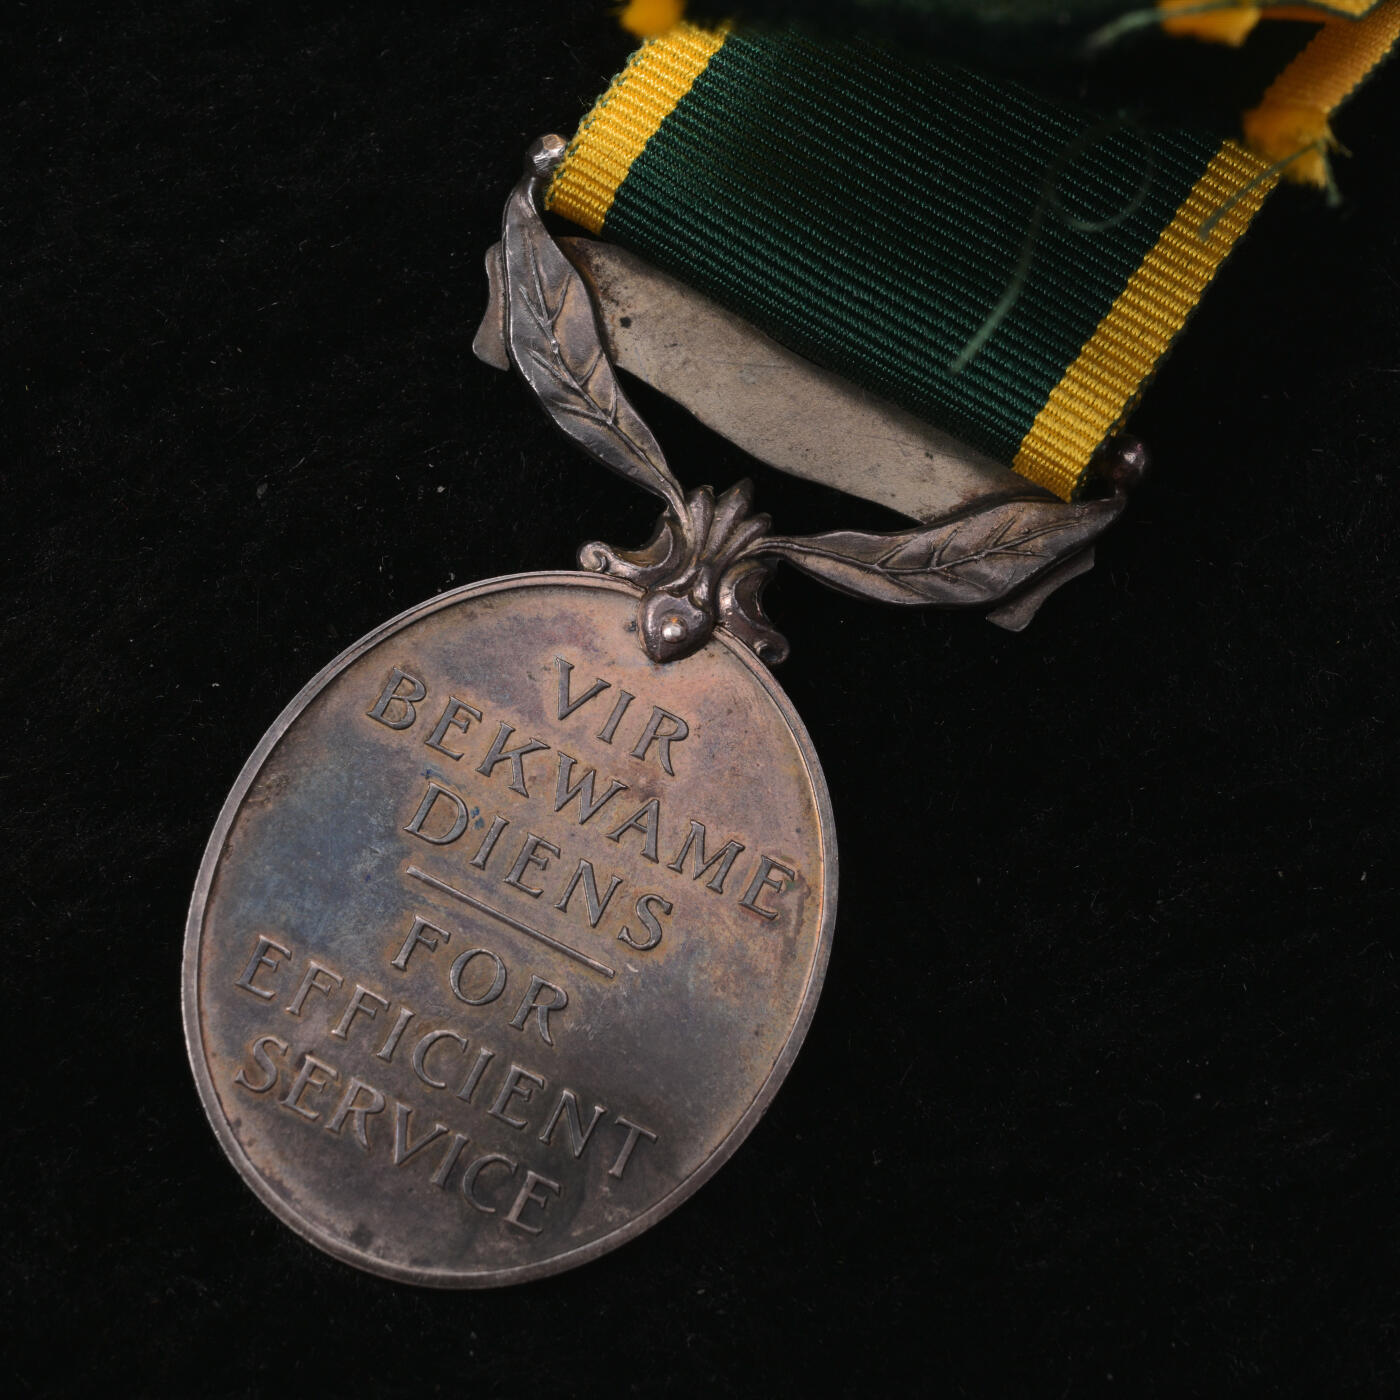 VIR
BEKWAME
DIENS
FOR
EFFICIENT
SERVICE